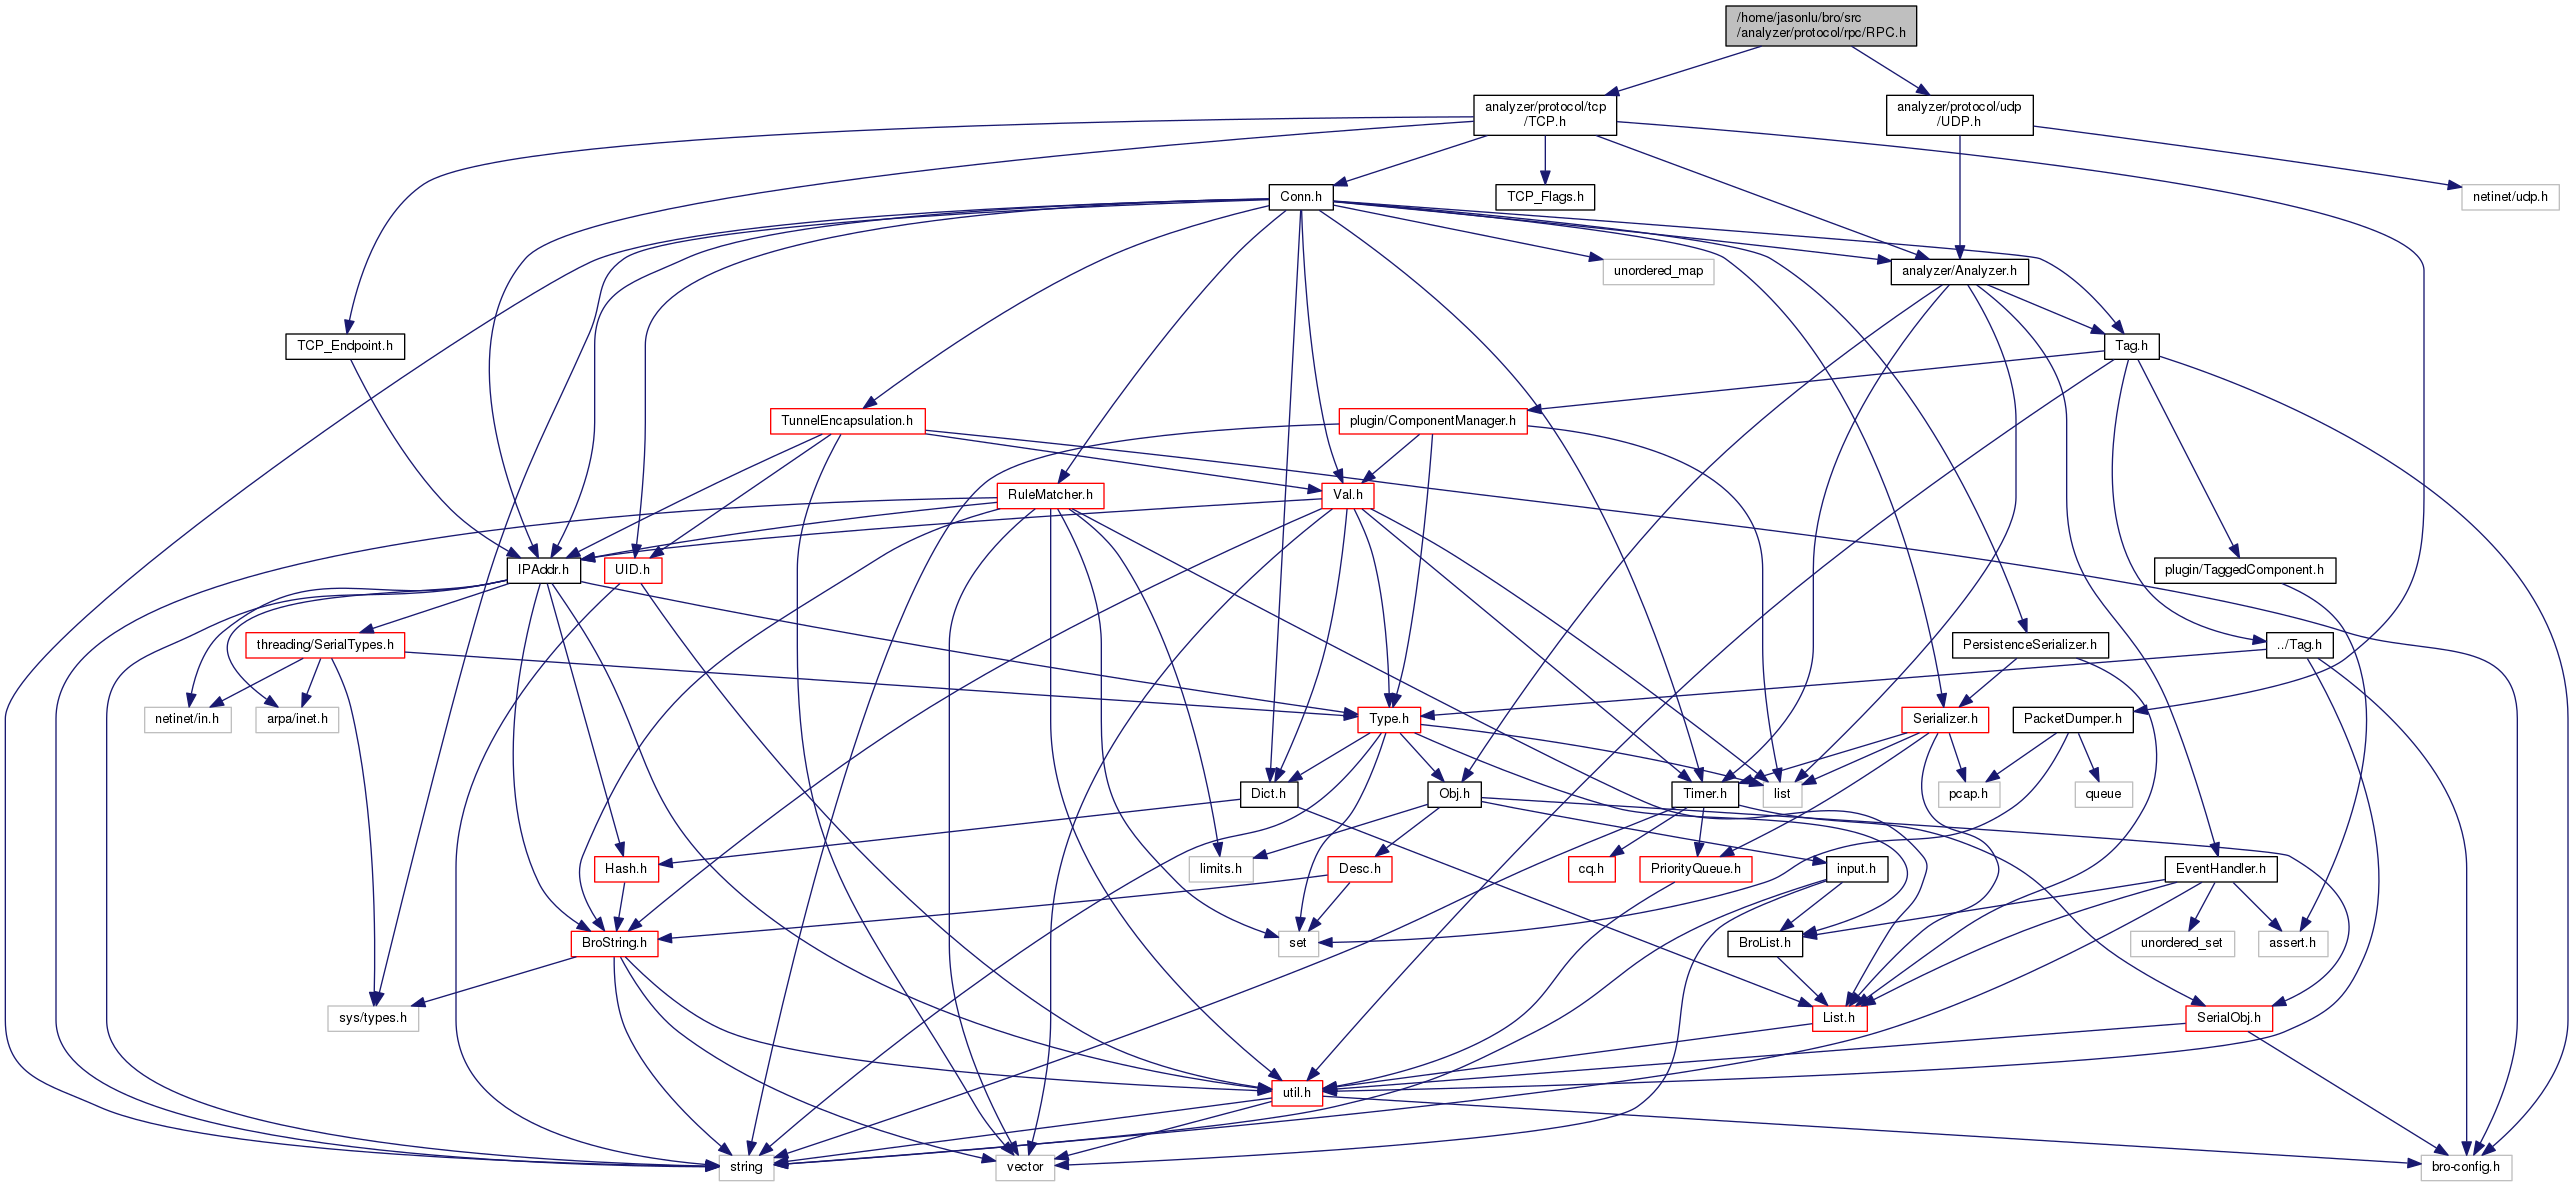 /home/jasonlu/bro/src
/analyzer/protocol/rpc/RPC.h
analyzer/protocol/tcp
/TCP.h
analyzer/protocol/udp
/UDP.h
Conn.h
TCP_Flags.h
netinet/udp.h
unordered_map
analyzer/Analyzer.h
TCP_Endpoint.h
Tag.h
TunnelEncapsulation.h
plugin/ComponentManager.h
RuleMatcher.h
Val.h
IPAddr.h
UID.h
plugin/TaggedComponent.h
threading/SerialTypes.h
PersistenceSerializer.h
../Tag.h
netinet/in.h
arpa/inet.h
Type.h
Serializer.h
PacketDumper.h
Dict.h
Obj.h
Timer.h
list
pcap.h
queue
Hash.h
limits.h
Desc.h
cq.h
PriorityQueue.h
input.h
EventHandler.h
BroString.h
set
BroList.h
unordered_set
assert.h
sys/types.h
List.h
SerialObj.h
util.h
string
vector
bro-config.h